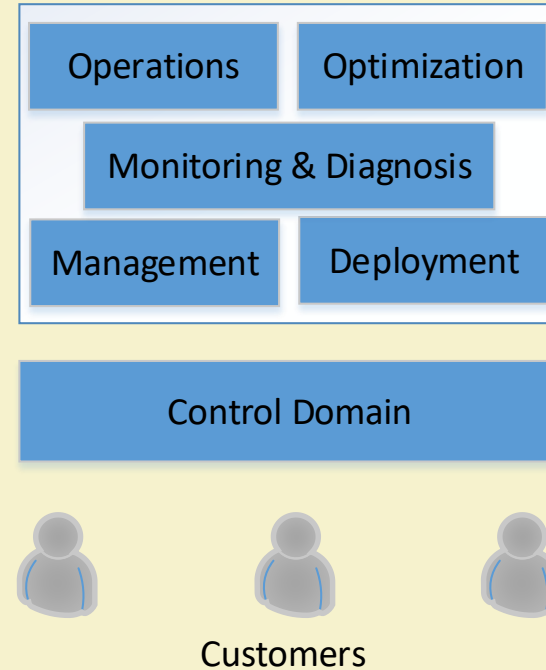 Operations
Optimization
Monitoring & Diagnosis
Management
Deployment
Control Domain
Customers